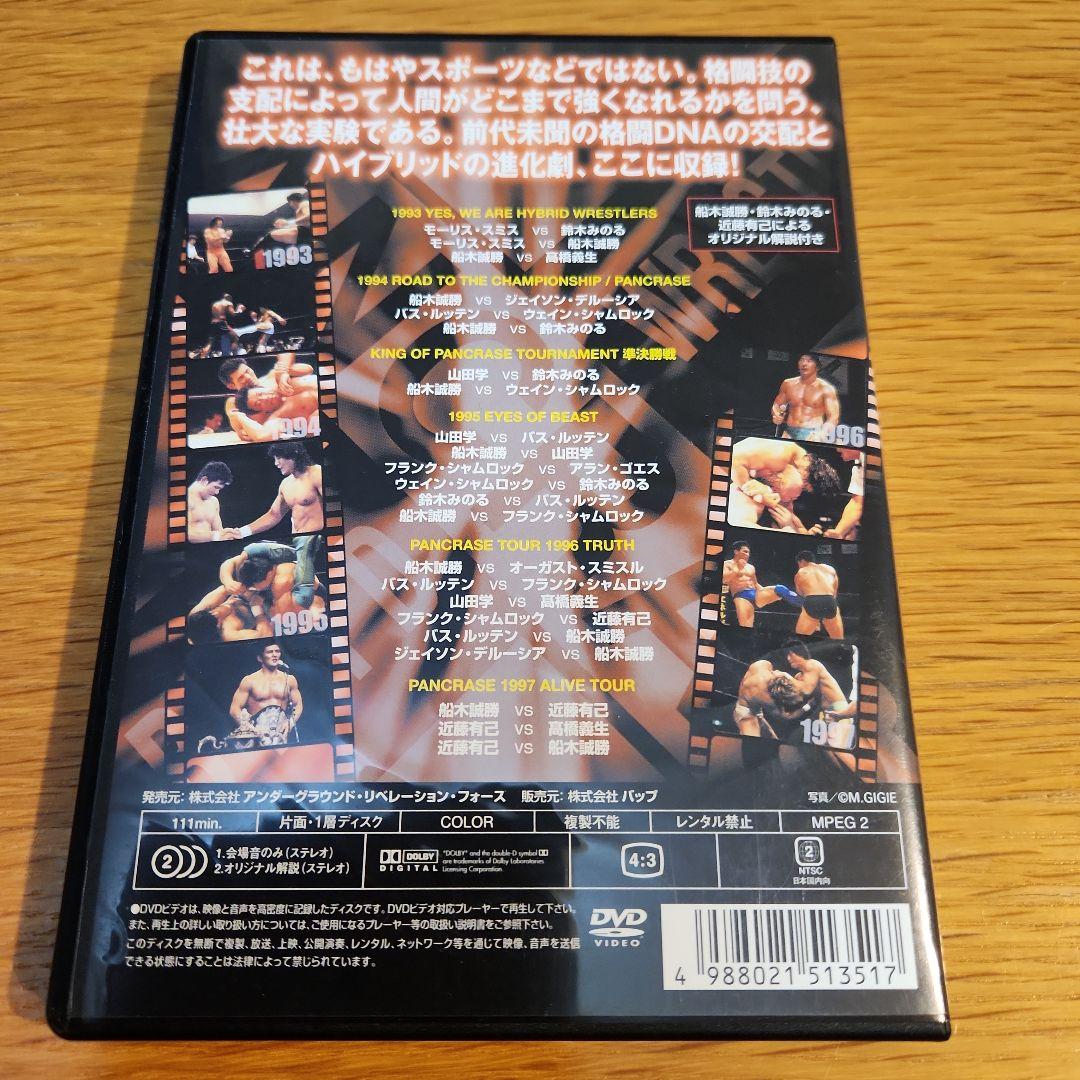 これは、もはやスポーツなどではない。格闘技の
支配によって人間がどこまで強くなれるかを問う、
壮大な実験である。前代未聞の格闘DNAの交配と
ハイブリッドの進化劇、ここに収録!
船木誠勝・鈴木みのる・
近藤有己による
オリジナル解説付き
1993 YES, WE ARE HYBRID WRESTLERS
モーリス・スミス VS 鈴木みのる
モーリス・スミス VS 船木誠勝
船木誠勝 VS 高橋義生
1994 ROAD TO THE CHAMPIONSHIP / PANCRASE
船木誠勝 VS ジェイソン・デルーシア
バス・ルッテン VS ウェイン・シャムロック
船木誠勝 VS 鈴木みのる
KING OF PANCRASE TOURNAMENT 準決勝戦
山田学 VS 鈴木みのる
船木誠勝 VS ウェイン・シャムロック
1995 EYES OF BEAST
山田学 VS バス・ルッテン
船木誠勝 VS 山田学
フランク・シャムロック VS アラン・ゴエス
ウェイン・シャムロック VS 鈴木みのる
鈴木みのる VS バス・ルッテン
船木誠勝 VS フランク・シャムロック
PANCRASE TOUR 1996 TRUTH
船木誠勝 VS オーガスト・スミスル
バス・ルッテン VS フランク・シャムロック
山田学 VS 髙橋義生
フランク・シャムロック VS 近藤有己
バス・ルッテン VS 船木誠勝
ジェイソン・デルーシア VS 船木誠勝
PANCRASE 1997 ALIVE TOUR
船木誠勝 VS 近藤有己
近藤有己 VS 髙橋義生
近藤有己 VS 船木誠勝
1993
1994
1995
1996
1997
発売元: 株式会社 アンダーグラウンド・リベレーション・フォース 販売元: 株式会社 バップ
写真/©M.GIGIE
111min. 片面・1層ディスク COLOR 複製不能 レンタル禁止 MPEG 2
2 1.会場音のみ(ステレオ)
2.オリジナル解説(ステレオ)
DOLBY
DIGITAL
"DOLBY" and the double-D symbol
are trademarks of Dolby Laboratories
Licensing Corporation.
4:3
2
NTSC
日本国内向
●DVDビデオは、映像と音声を高密度に記録したディスクです。DVDビデオ対応プレーヤーで再生して下さい。
また、再生上の詳しい取り扱い方については、ご使用になるプレーヤー等の取扱い説明書をご参照下さい。
このディスクを無断で複製、放送、上映、公開演奏、レンタル、ネットワーク等を通じて映像、音声を送信
できる状態にすることは法律によって禁じられています。
DVD
VIDEO
4 988021 513517